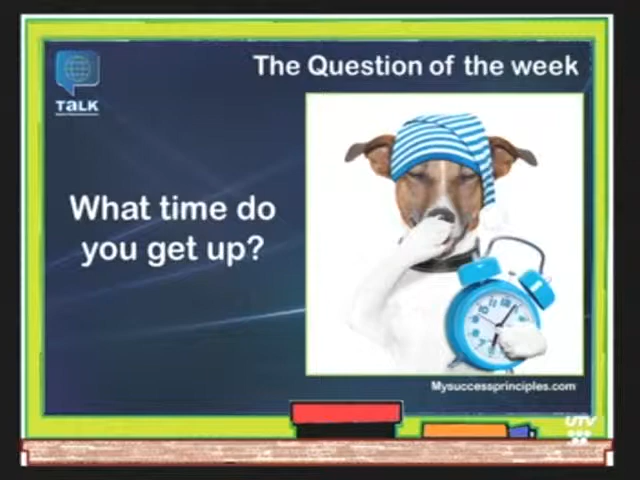 The Question of the week
TaLK
What time do
you get up?
Mysuccessprinciples.com
UTV